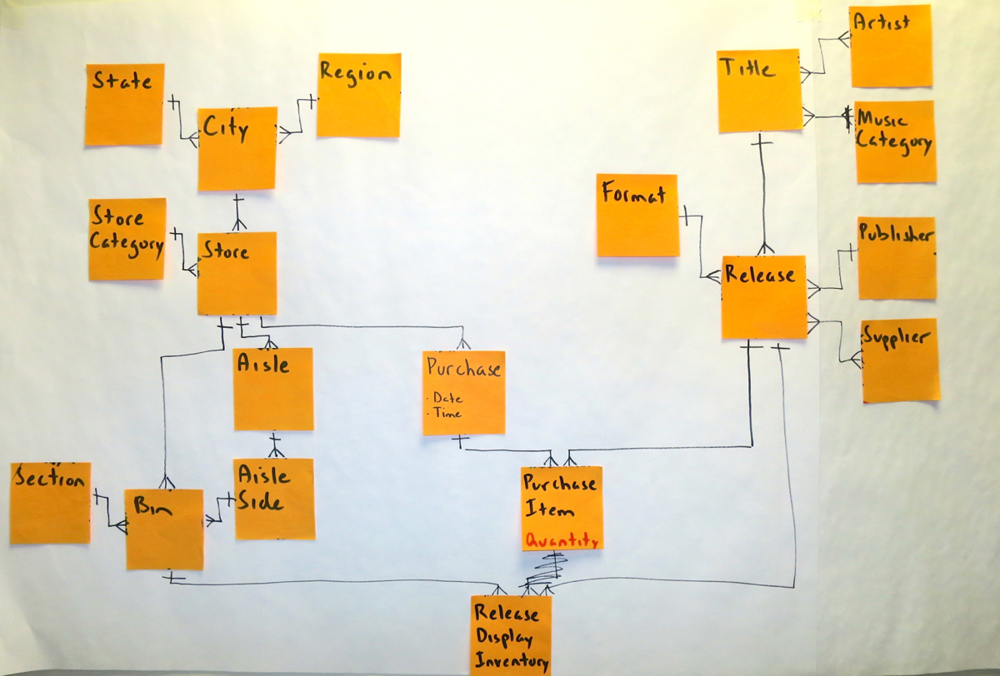 Artist
Title
Region
State
Music
Category
City
Format
Store
Category
Publisher
Store
Release
Supplier
Aisle
Purchase
· Date
· Time
Section
Aisle
Side
Bin
Purchase
Item
Quantity
Release
Display
Inventory